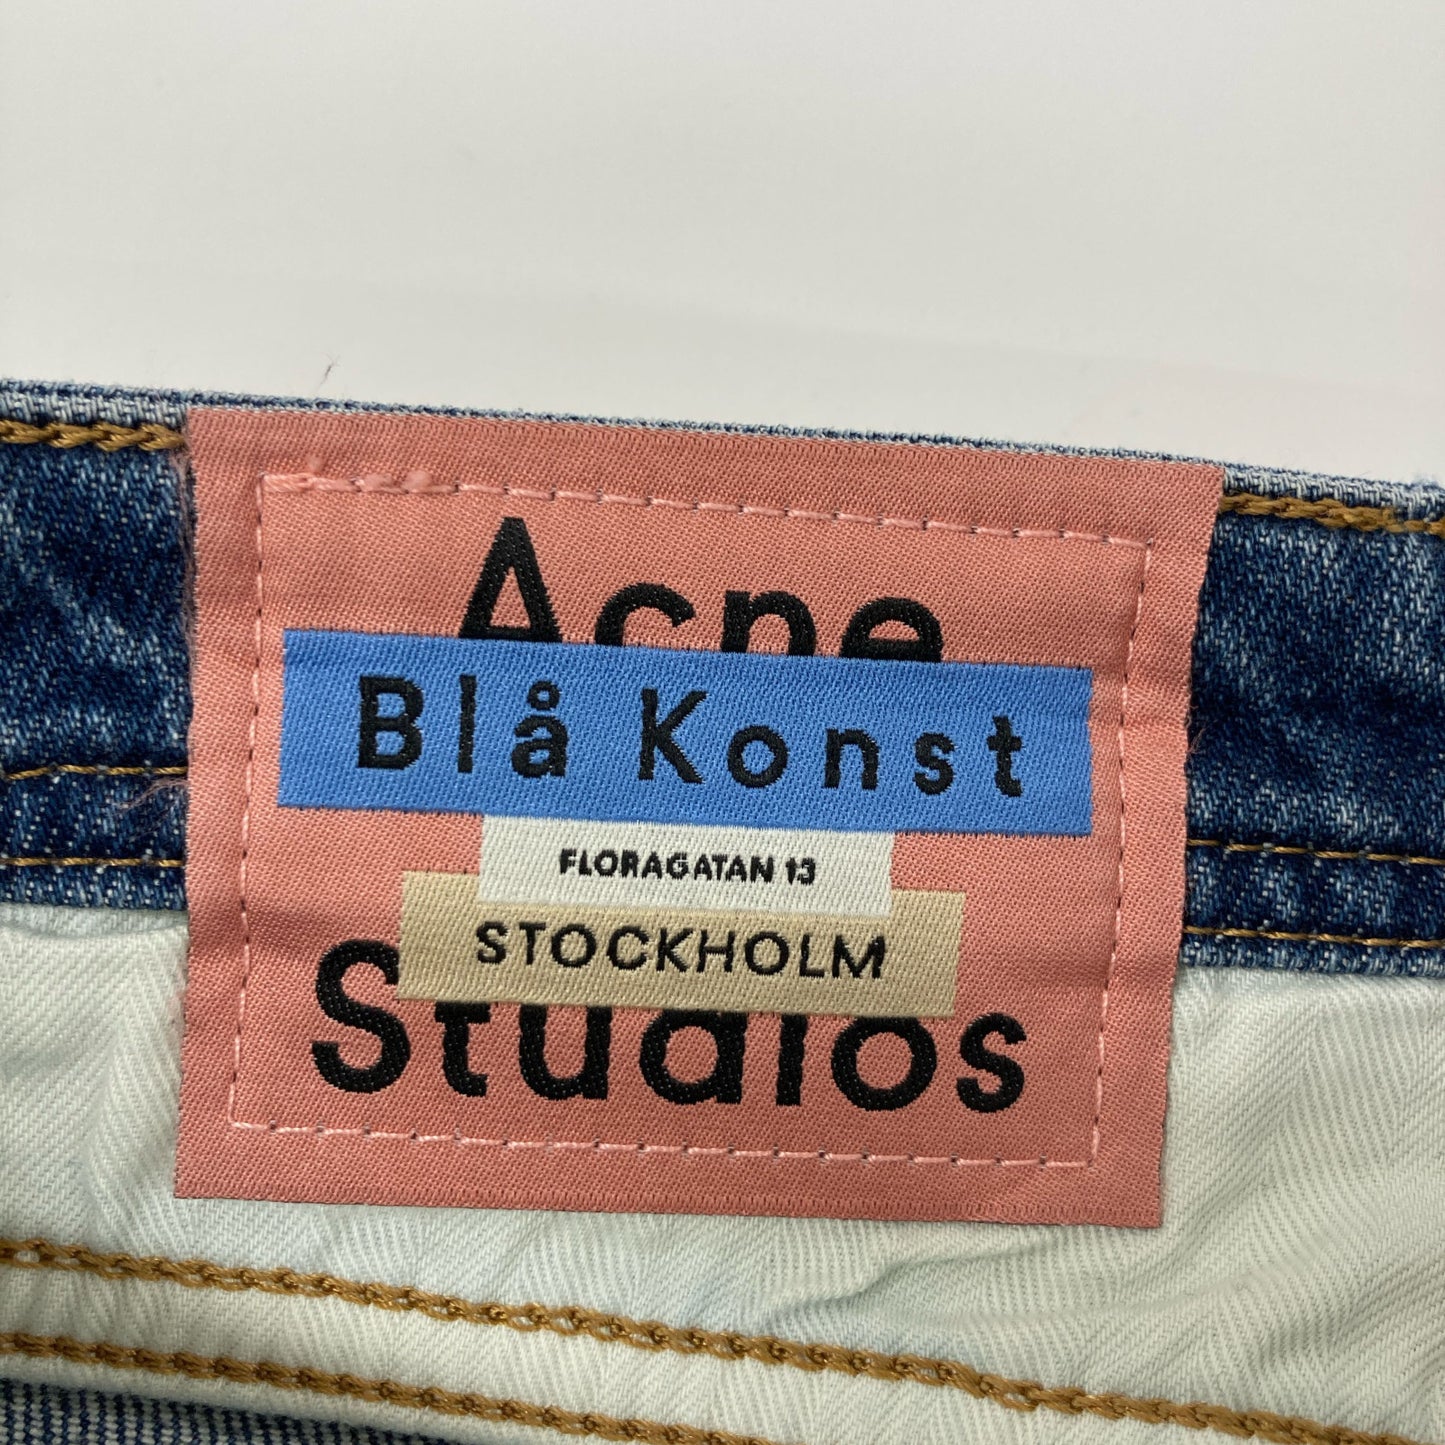 Acne
Blå Konst
FLORAGATAN 13
STOCKHOLM
Studios